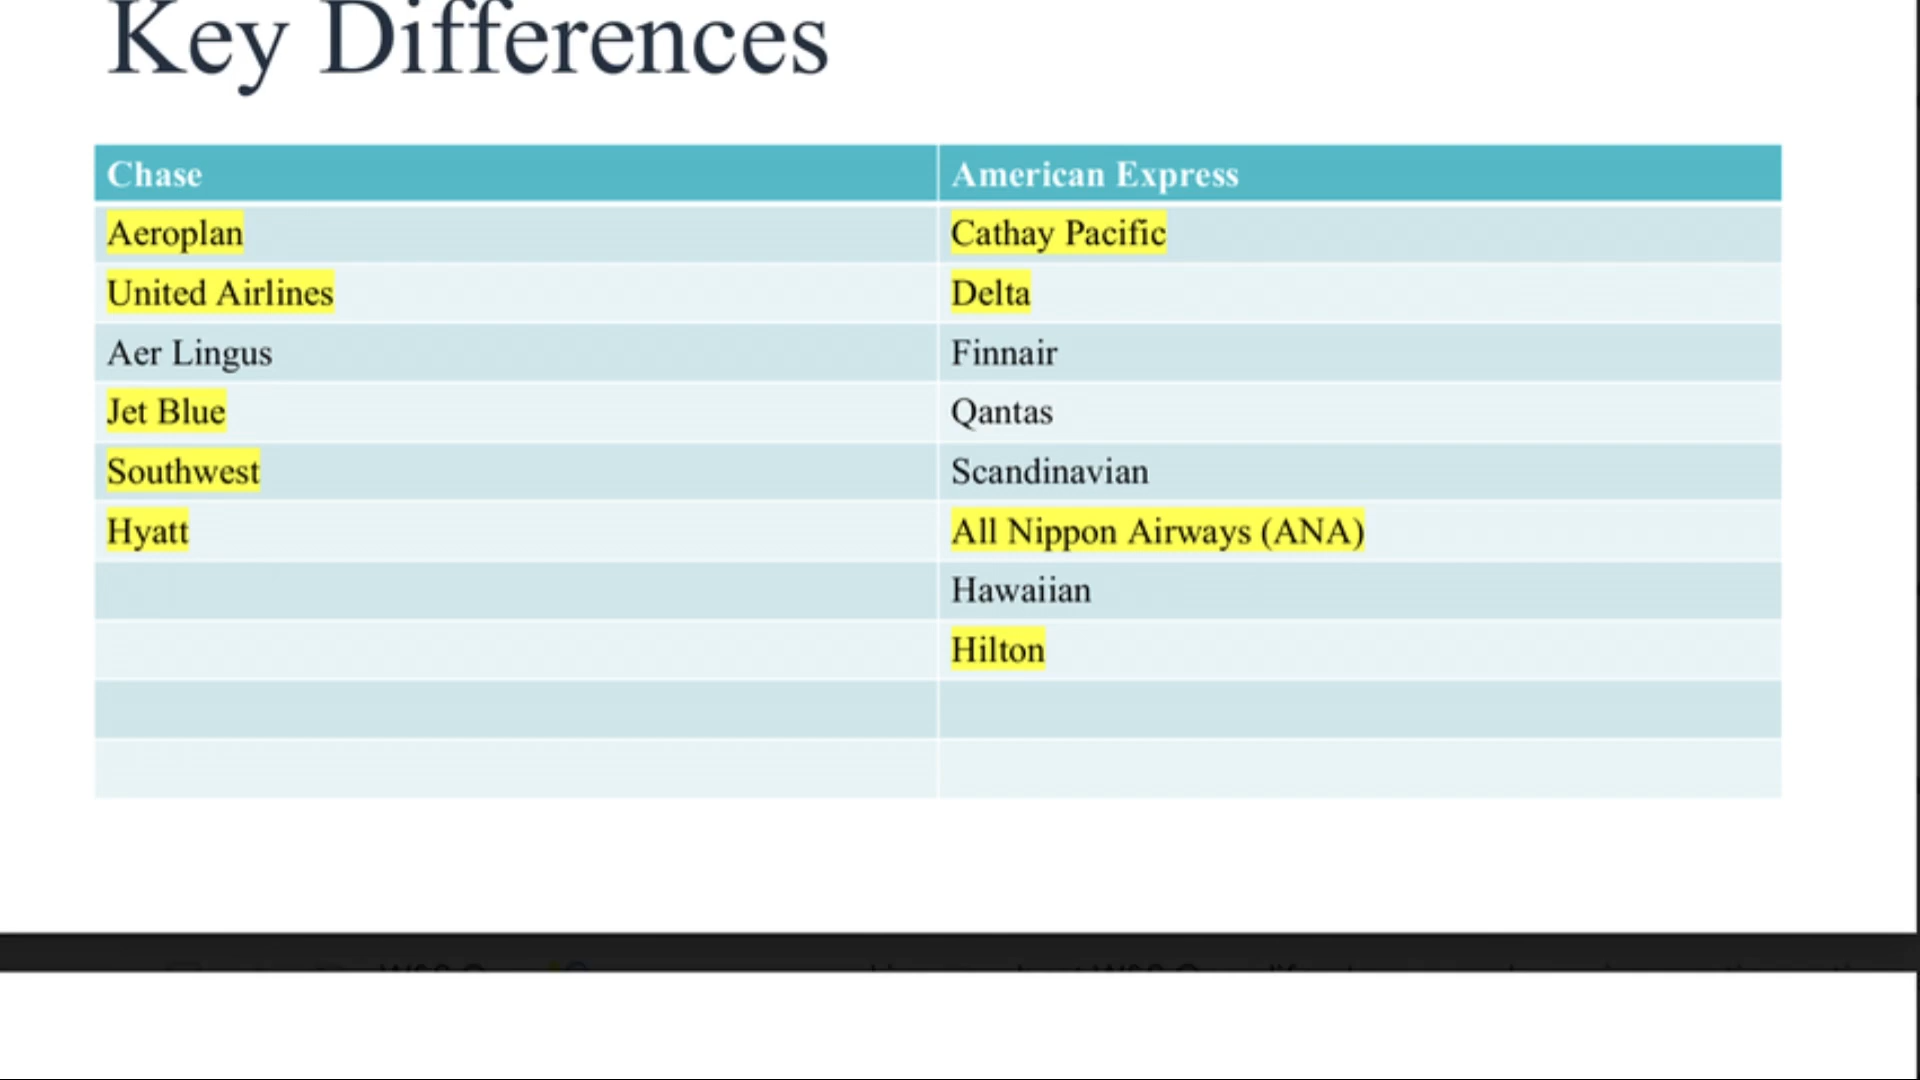 Key Differences
Chase American Express
Aeroplan Cathay Pacific
United Airlines Delta
Aer Lingus Finnair
Jet Blue Qantas
Southwest Scandinavian
Hyatt All Nippon Airways (ANA)
Hawaiian
Hilton